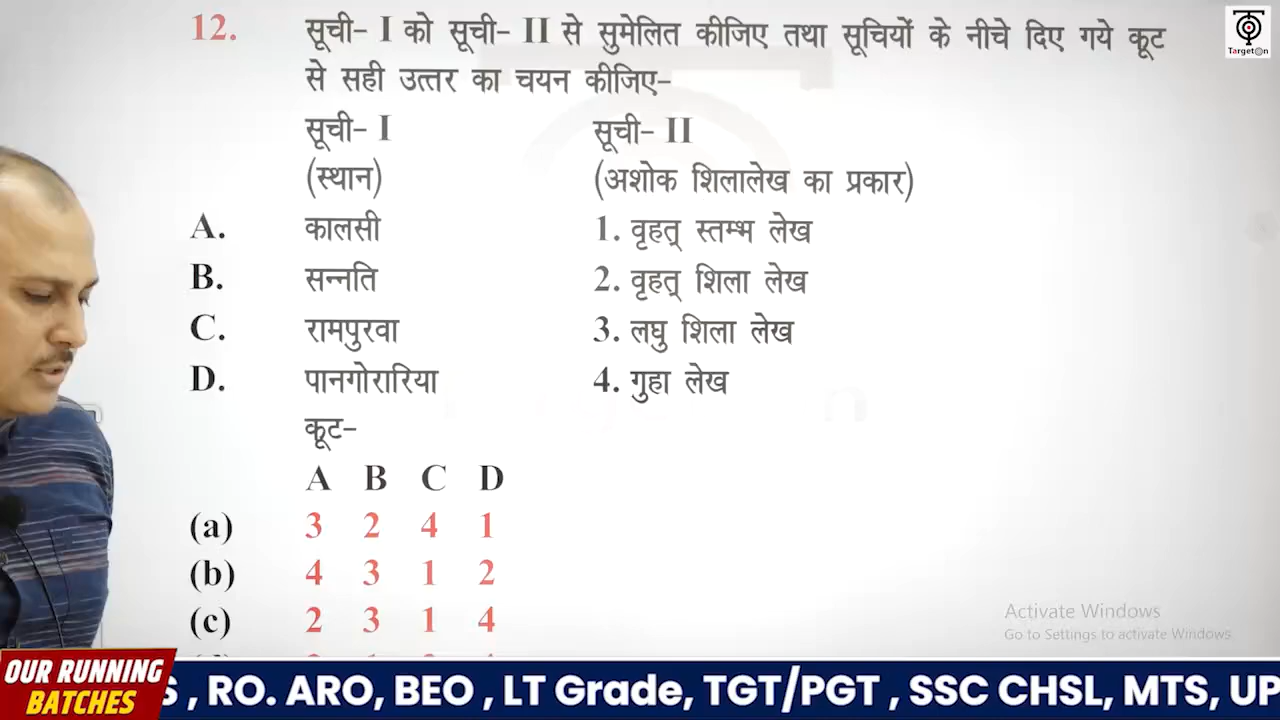 12. सूची- I को सूची- II से सुमेलित कीजिए तथा सूचियों के नीचे दिए गये कूट
से सही उत्तर का चयन कीजिए-
सूची- I सूची- II
(स्थान) (अशोक शिलालेख का प्रकार)
A. कालसी 1. वृहत् स्तम्भ लेख
B. सन्नति 2. वृहत् शिला लेख
C. रामपुरवा 3. लघु शिला लेख
D. पानगोरारिया 4. गुहा लेख
कूट-
A B C D
(a) 3 2 4 1
(b) 4 3 1 2
(c) 2 3 1 4
TargetOn
Activate Windows
Go to Settings to activate Windows
OUR RUNNING
BATCHES
S , RO. ARO, BEO , LT Grade, TGT/PGT , SSC CHSL, MTS, UP